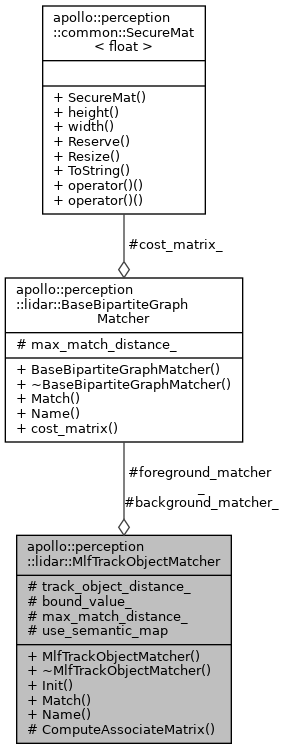 apollo::perception
::common::SecureMat
< float >
+ SecureMat()
+ height()
+ width()
+ Reserve()
+ Resize()
+ ToString()
+ operator()()
+ operator()()
#cost_matrix_
apollo::perception
::lidar::BaseBipartiteGraph
Matcher
# max_match_distance_
+ BaseBipartiteGraphMatcher()
+ ~BaseBipartiteGraphMatcher()
+ Match()
+ Name()
+ cost_matrix()
#foreground_matcher
_
#background_matcher_
apollo::perception
::lidar::MlfTrackObjectMatcher
# track_object_distance_
# bound_value_
# max_match_distance_
# use_semantic_map
+ MlfTrackObjectMatcher()
+ ~MlfTrackObjectMatcher()
+ Init()
+ Match()
+ Name()
# ComputeAssociateMatrix()